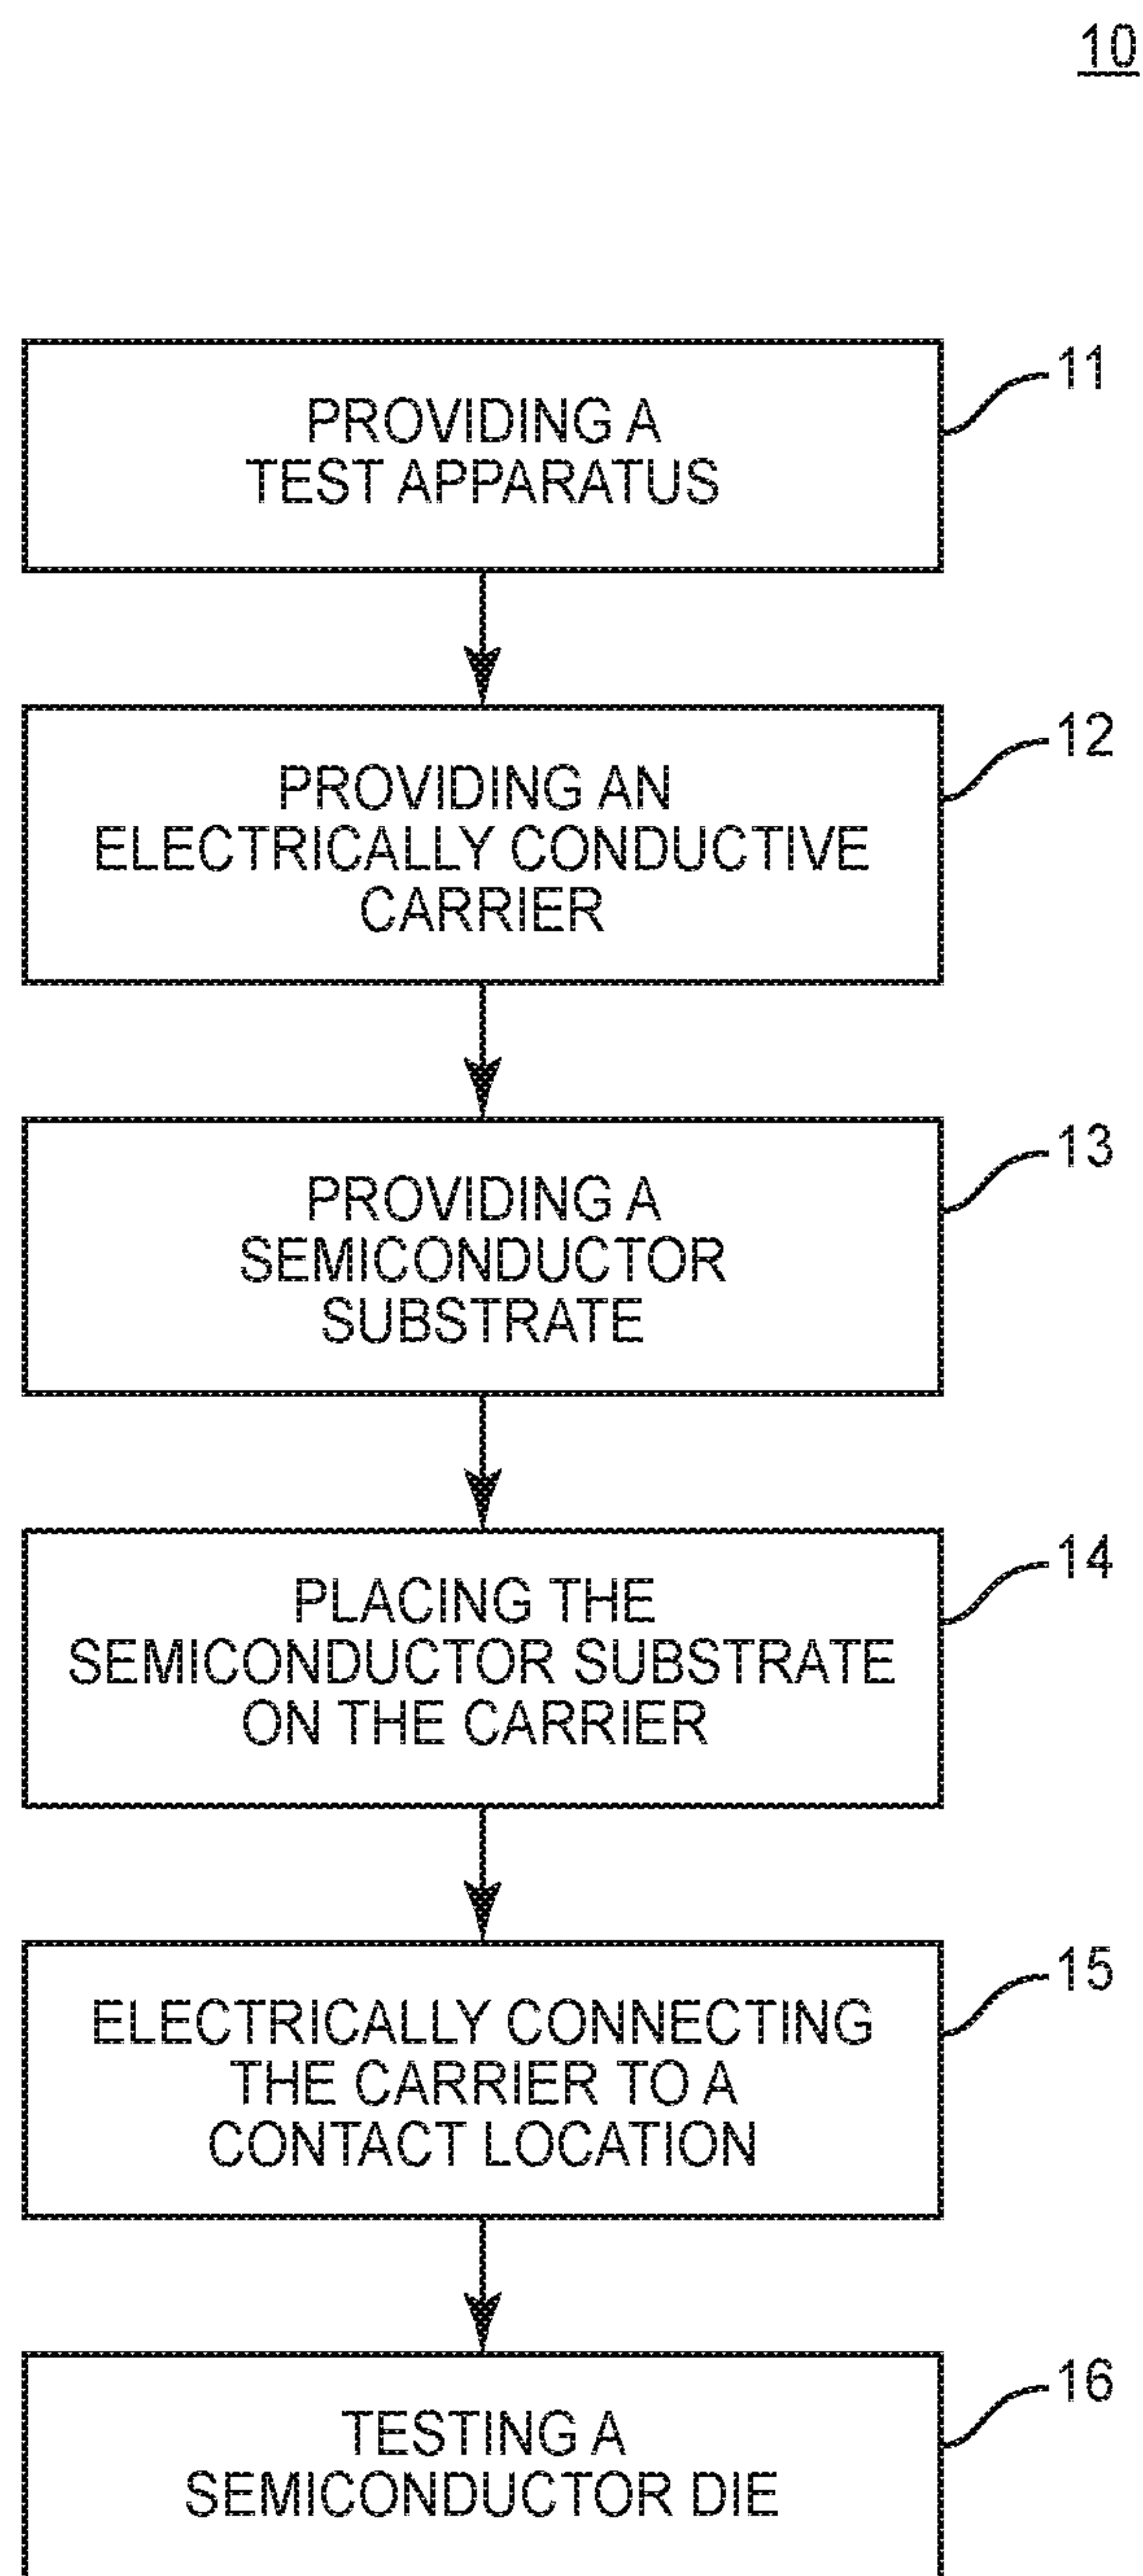 10
PROVIDING A
TEST APPARATUS
11
PROVIDING AN
ELECTRICALLY CONDUCTIVE
CARRIER
12
PROVIDING A
SEMICONDUCTOR
SUBSTRATE
13
PLACING THE
SEMICONDUCTOR SUBSTRATE
ON THE CARRIER
14
ELECTRICALLY CONNECTING
THE CARRIER TO A
CONTACT LOCATION
15
TESTING A
SEMICONDUCTOR DIE
16